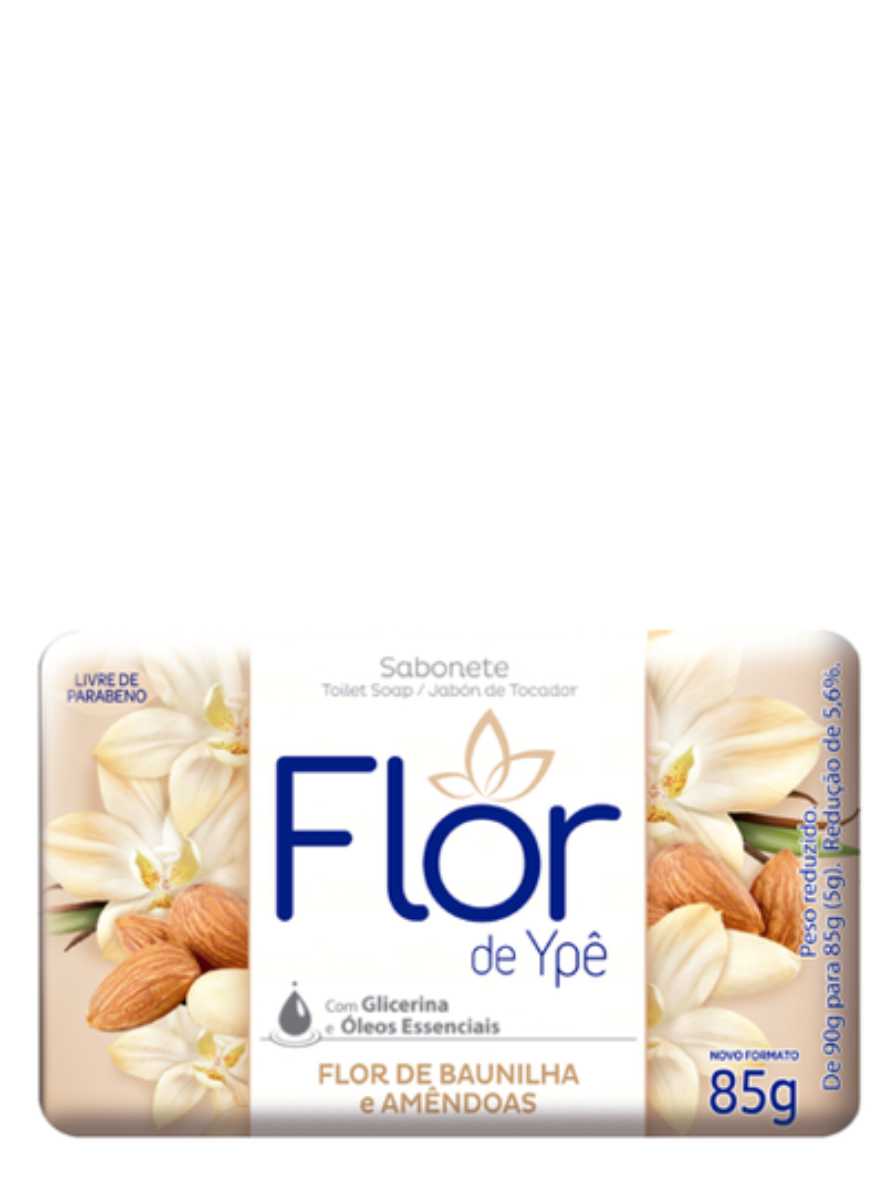 LIVRE DE
PARABENO
Sabonete
Toilet Soap / Jabón de Tocador
Flor
de Ypê
Com Glicerina
e Óleos Essenciais
FLOR DE BAUNILHA
e AMÊNDOAS
Peso reduzido.
De 90g para 85g (5g). Redução de 5,6%.
NOVO FORMATO
85g